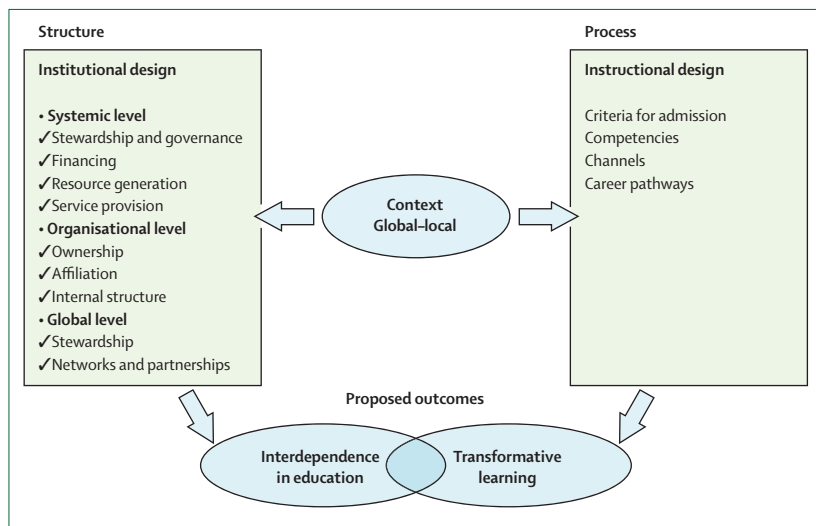 Structure
Institutional design
• Systemic level
✓Stewardship and governance
✓Financing
✓Resource generation
✓Service provision
• Organisational level
✓Ownership
✓Affiliation
✓Internal structure
• Global level
✓Stewardship
✓Networks and partnerships
Context
Global–local
Process
Instructional design
Criteria for admission
Competencies
Channels
Career pathways
Proposed outcomes
Interdependence
in education
Transformative
learning